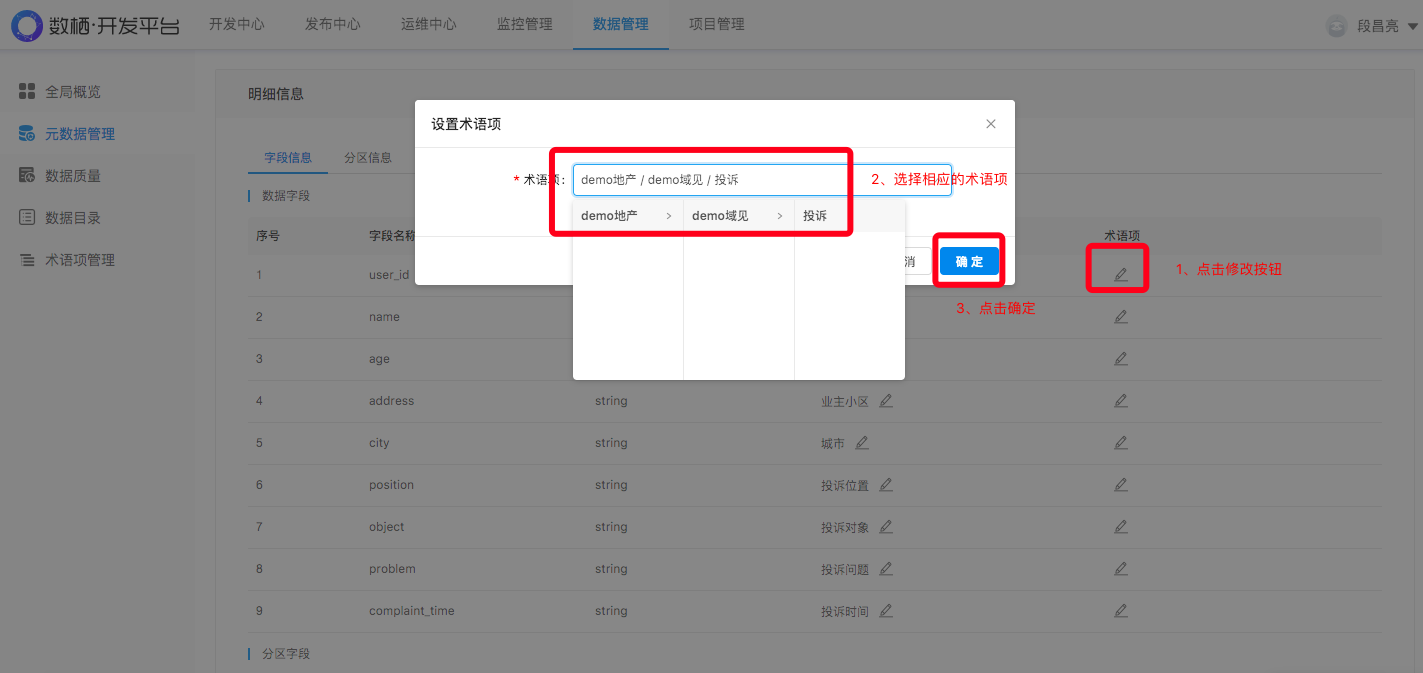 数栖·开发平台 开发中心 发布中心 运维中心 监控管理 数据管理 项目管理 段昌亮
全局概览
元数据管理
数据质量
数据目录
术语项管理
明细信息
字段信息 分区信息
数据字段
设置术语项
* 术语项: demo地产 / demo域见 / 投诉
2、选择相应的术语项
demo地产 > demo域见 > 投诉
消 确 定
3、点击确定
1、点击修改按钮
序号 字段名称 术语项
1 user_id
2 name
3 age
4 address string 业主小区
5 city string 城市
6 position string 投诉位置
7 object string 投诉对象
8 problem string 投诉问题
9 complaint_time string 投诉时间
分区字段